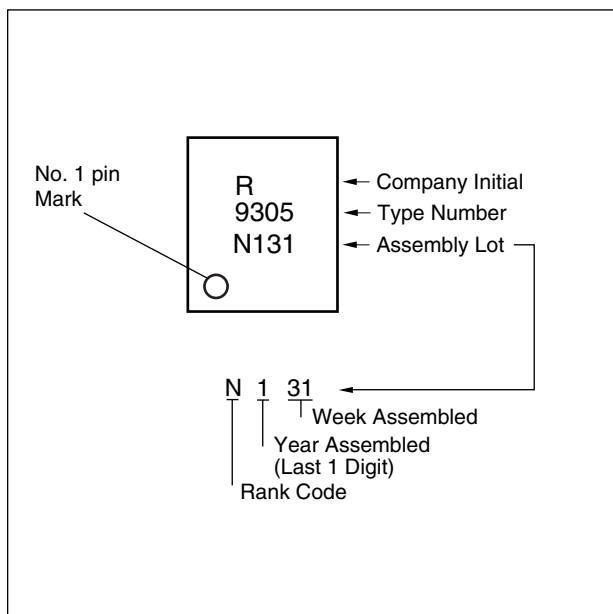 No. 1 pin
Mark
R
9305
N131
Company Initial
Type Number
Assembly Lot
N 1 31
Week Assembled
Year Assembled
(Last 1 Digit)
Rank Code